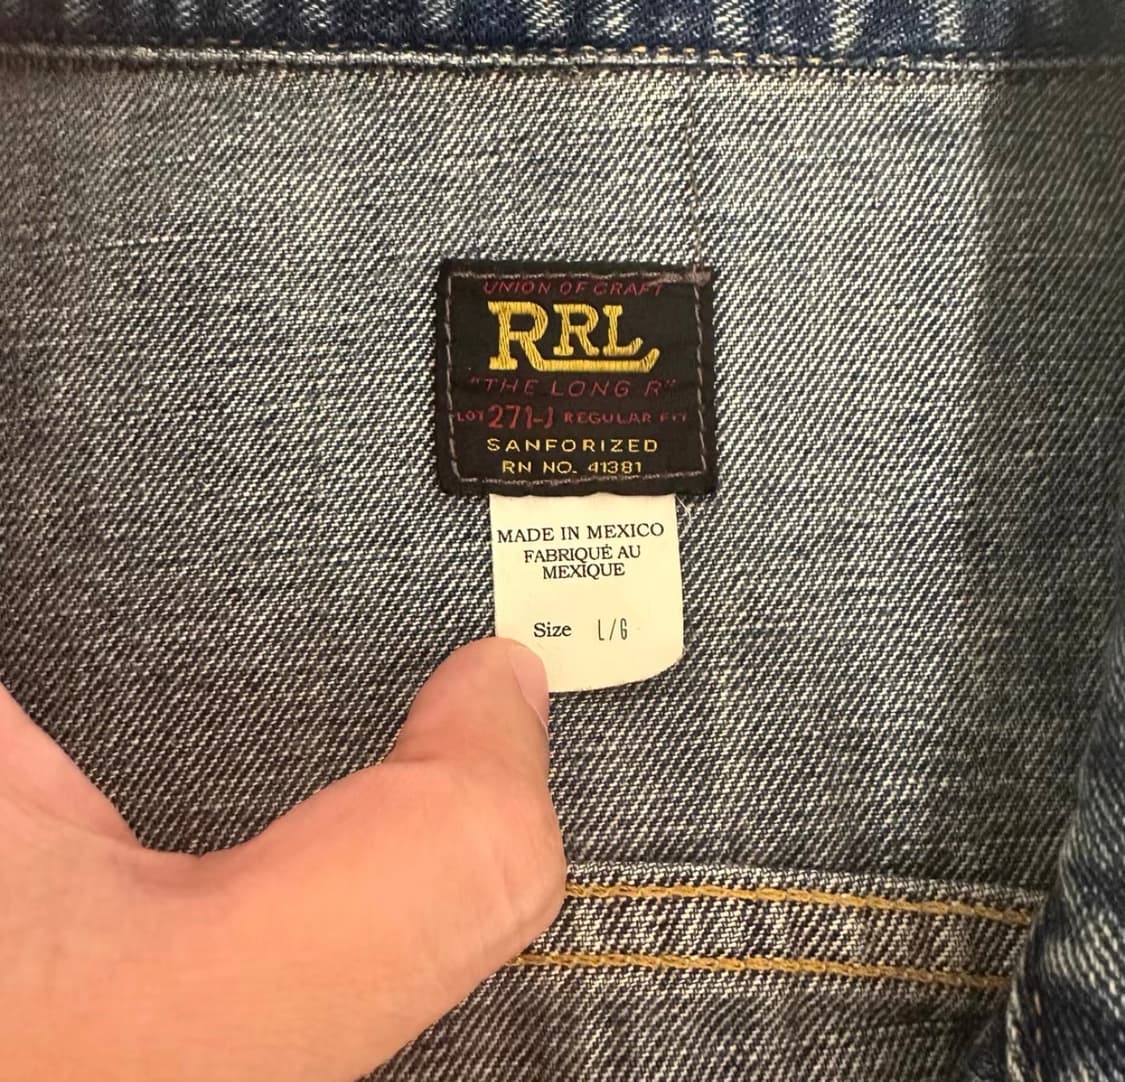 UNION OF CRAFT
RRL
"THE LONG R"
LOT 271-J REGULAR FIT
SANFORIZED
RN NO. 41381
MADE IN MEXICO
FABRIQUÉ AU
MEXIQUE
Size L/G